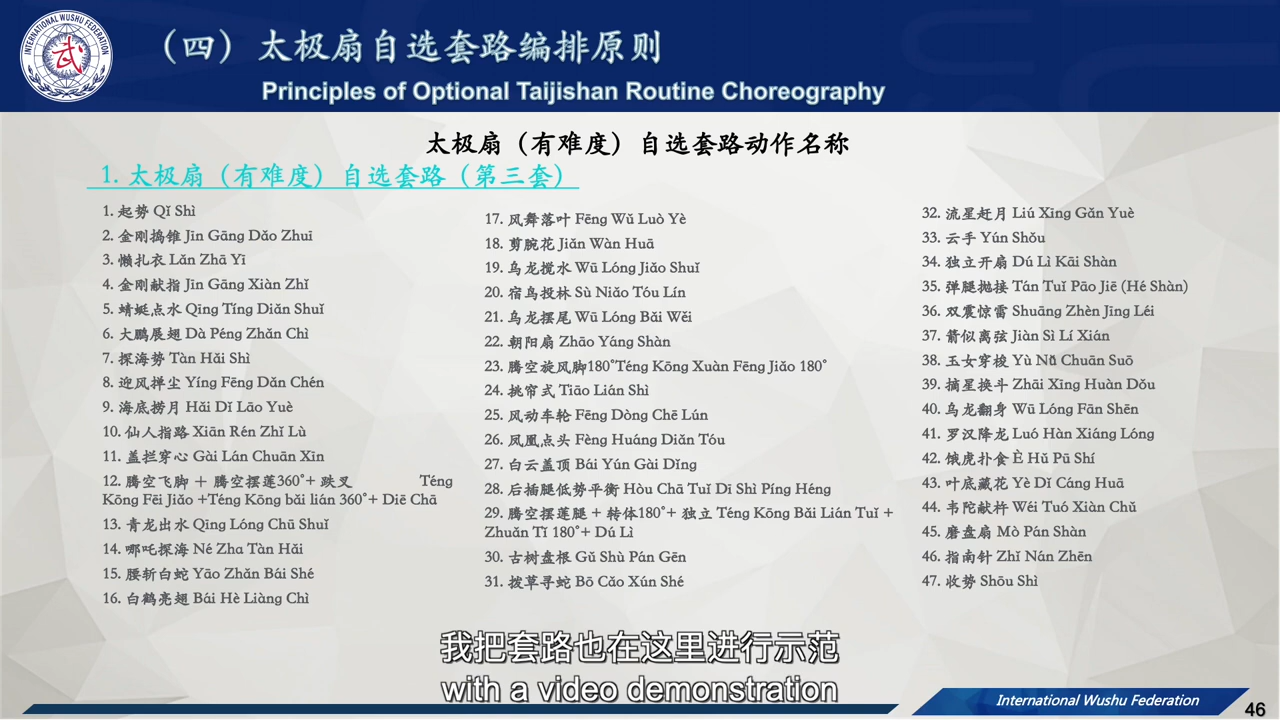 INTERNATIONAL WUSHU FEDERATION
武
（四）太极扇自选套路编排原则
Principles of Optional Taijishan Routine Choreography
太极扇（有难度）自选套路动作名称
1. 太极扇（有难度）自选套路（第三套）
1. 起势 Qǐ Shì
2. 金刚捣锥 Jīn Gāng Dǎo Zhuī
3. 懒扎衣 Lǎn Zhā Yī
4. 金刚献指 Jīn Gāng Xiàn Zhǐ
5. 蜻蜓点水 Qīng Tíng Diǎn Shuǐ
6. 大鹏展翅 Dà Péng Zhǎn Chì
7. 探海势 Tàn Hǎi Shì
8. 迎风掸尘 Yíng Fēng Dǎn Chén
9. 海底捞月 Hǎi Dǐ Lāo Yuè
10. 仙人指路 Xiān Rén Zhǐ Lù
11. 盖拦穿心 Gài Lán Chuān Xīn
12. 腾空飞脚 + 腾空摆莲360°+ 跌叉 Téng
Kōng Fēi Jiǎo +Téng Kōng bǎi lián 360°+ Diē Chā
13. 青龙出水 Qīng Lóng Chū Shuǐ
14. 哪吒探海 Né Zha Tàn Hǎi
15. 腰斩白蛇 Yāo Zhǎn Bái Shé
16. 白鹤亮翅 Bái Hè Liàng Chì
17. 风舞落叶 Fēng Wǔ Luò Yè
18. 剪腕花 Jiǎn Wàn Huā
19. 乌龙搅水 Wū Lóng Jiǎo Shuǐ
20. 宿鸟投林 Sù Niǎo Tóu Lín
21. 乌龙摆尾 Wū Lóng Bǎi Wěi
22. 朝阳扇 Zhāo Yáng Shàn
23. 腾空旋风脚180°Téng Kōng Xuàn Fēng Jiǎo 180°
24. 挑帘式 Tiāo Lián Shì
25. 风动车轮 Fēng Dòng Chē Lún
26. 凤凰点头 Fèng Huáng Diǎn Tóu
27. 白云盖顶 Bái Yún Gài Dǐng
28. 后插腿低势平衡 Hòu Chā Tuǐ Dī Shì Píng Héng
29. 腾空摆莲腿 + 转体180°+ 独立 Téng Kōng Bǎi Lián Tuǐ +
Zhuǎn Tǐ 180°+ Dú Lì
30. 古树盘根 Gǔ Shù Pán Gēn
31. 拨草寻蛇 Bō Cǎo Xún Shé
32. 流星赶月 Liú Xīng Gǎn Yuè
33. 云手 Yún Shǒu
34. 独立开扇 Dú Lì Kāi Shàn
35. 弹腿抛接 Tán Tuǐ Pāo Jiē (Hé Shàn)
36. 双震惊雷 Shuāng Zhèn Jīng Léi
37. 箭似离弦 Jiàn Sì Lí Xián
38. 玉女穿梭 Yù Nǚ Chuān Suō
39. 摘星换斗 Zhāi Xīng Huàn Dǒu
40. 乌龙翻身 Wū Lóng Fān Shēn
41. 罗汉降龙 Luó Hàn Xiáng Lóng
42. 饿虎扑食 È Hǔ Pū Shí
43. 叶底藏花 Yè Dǐ Cáng Huā
44. 韦陀献杵 Wéi Tuó Xiàn Chǔ
45. 磨盘扇 Mò Pán Shàn
46. 指南针 Zhǐ Nán Zhēn
47. 收势 Shōu Shì
我把套路也在这里进行示范
with a video demonstration
International Wushu Federation
46